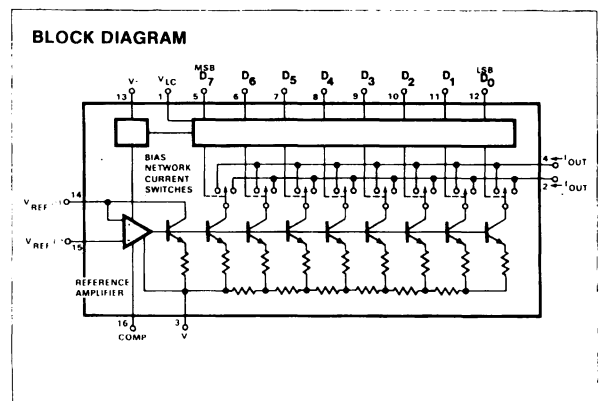 BLOCK DIAGRAM
MSB LSB
V- VLC D7 D6 D5 D4 D3 D2 D1 D0
13 1 5 6 7 8 9 10 11 12
BIAS
NETWORK
CURRENT
SWITCHES
4 IOUT
2 IOUT
VREF 14
VREF 15
REFERENCE
AMPLIFIER
16 3
COMP V